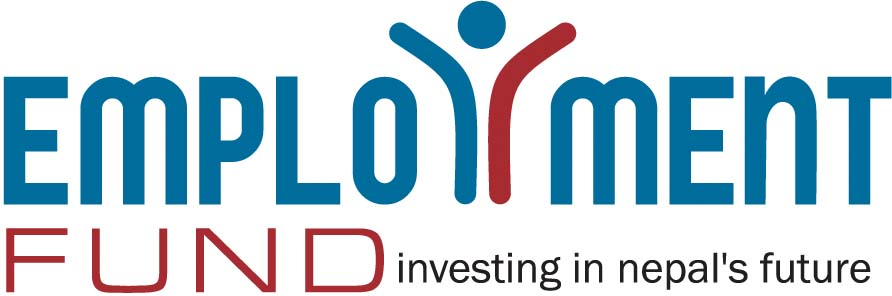 EMPLOYMENT
FUND investing in nepal's future